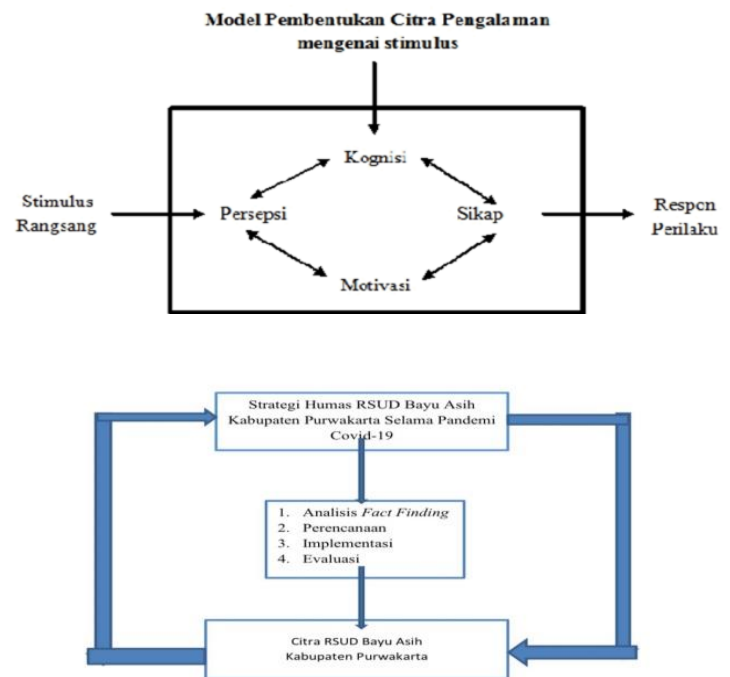 Model Pembentukan Citra Pengalaman
mengenai stimulus
Kognisi
Stimulus
Rangsang
Persepsi
Sikap
Respcn
Perilaku
Motivasi
Strategi Humas RSUD Bayu Asih
Kabupaten Purwakarta Selama Pandemi
Covid-19
1. Analisis Fact Finding
2. Perencanaan
3. Implementasi
4. Evaluasi
Citra RSUD Bayu Asih
Kabupaten Purwakarta